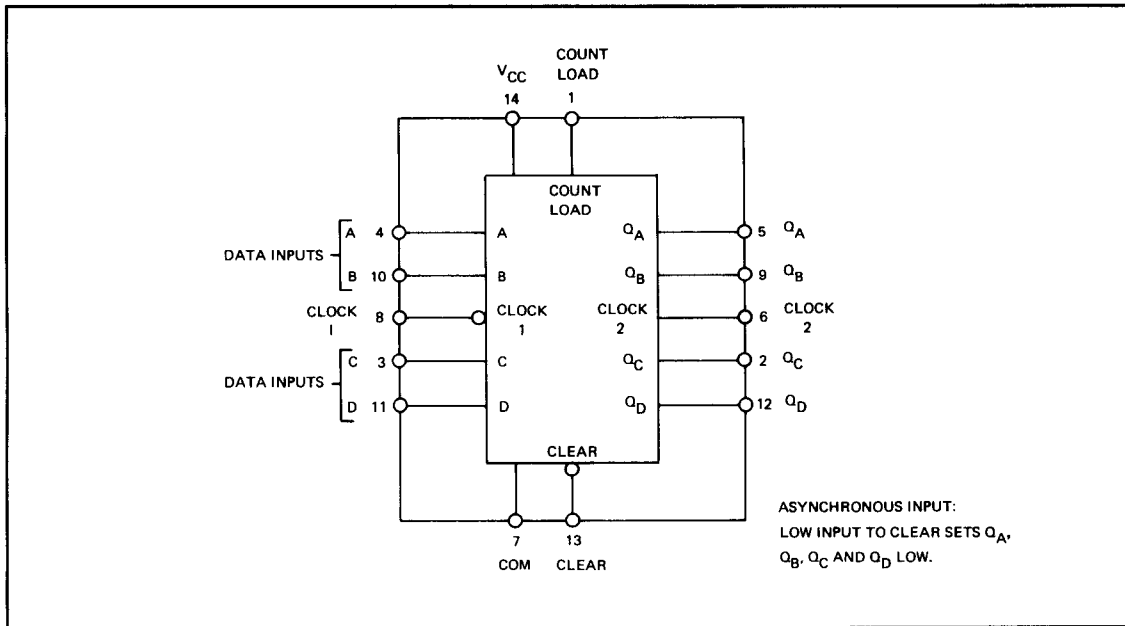 VCC
COUNT
LOAD
14
1
COUNT
LOAD
DATA INPUTS
A 4
A
QA
5 QA
B 10
B
QB
9 QB
CLOCK
I
8
CLOCK
1
CLOCK
2
6
CLOCK
2
DATA INPUTS
C 3
C
QC
2 QC
D 11
D
QD
12 QD
CLEAR
7
13
COM
CLEAR
ASYNCHRONOUS INPUT:
LOW INPUT TO CLEAR SETS QA,
QB, QC AND QD LOW.